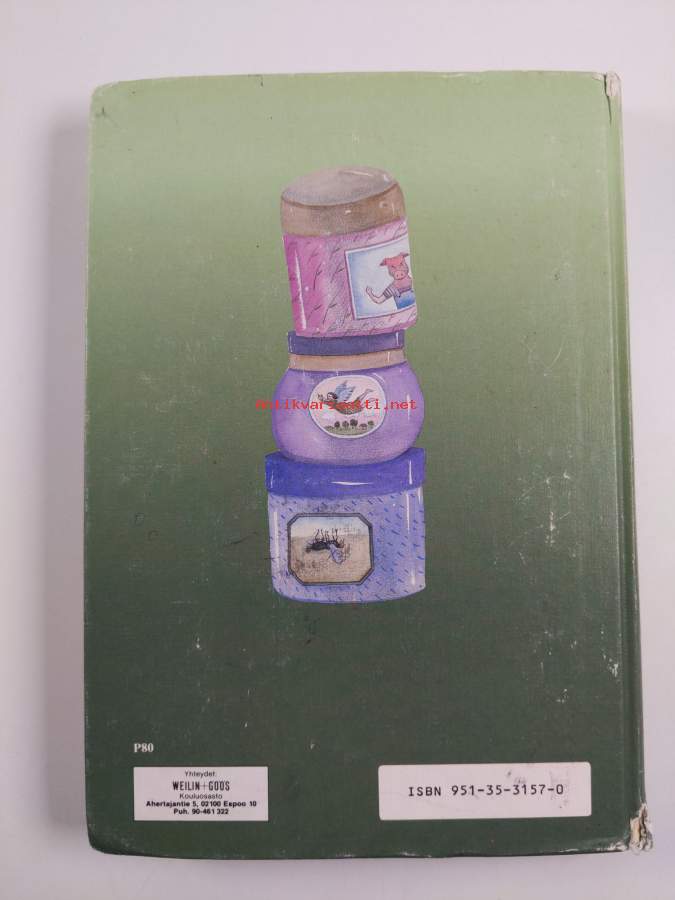 antikvariaatti.net
P80
Yhteydet:
WEILIN+GÖÖS
Kouluosasto
Ahertajantie 5, 02100 Espoo 10
Puh. 90-461 322
ISBN 951-35-3157-0